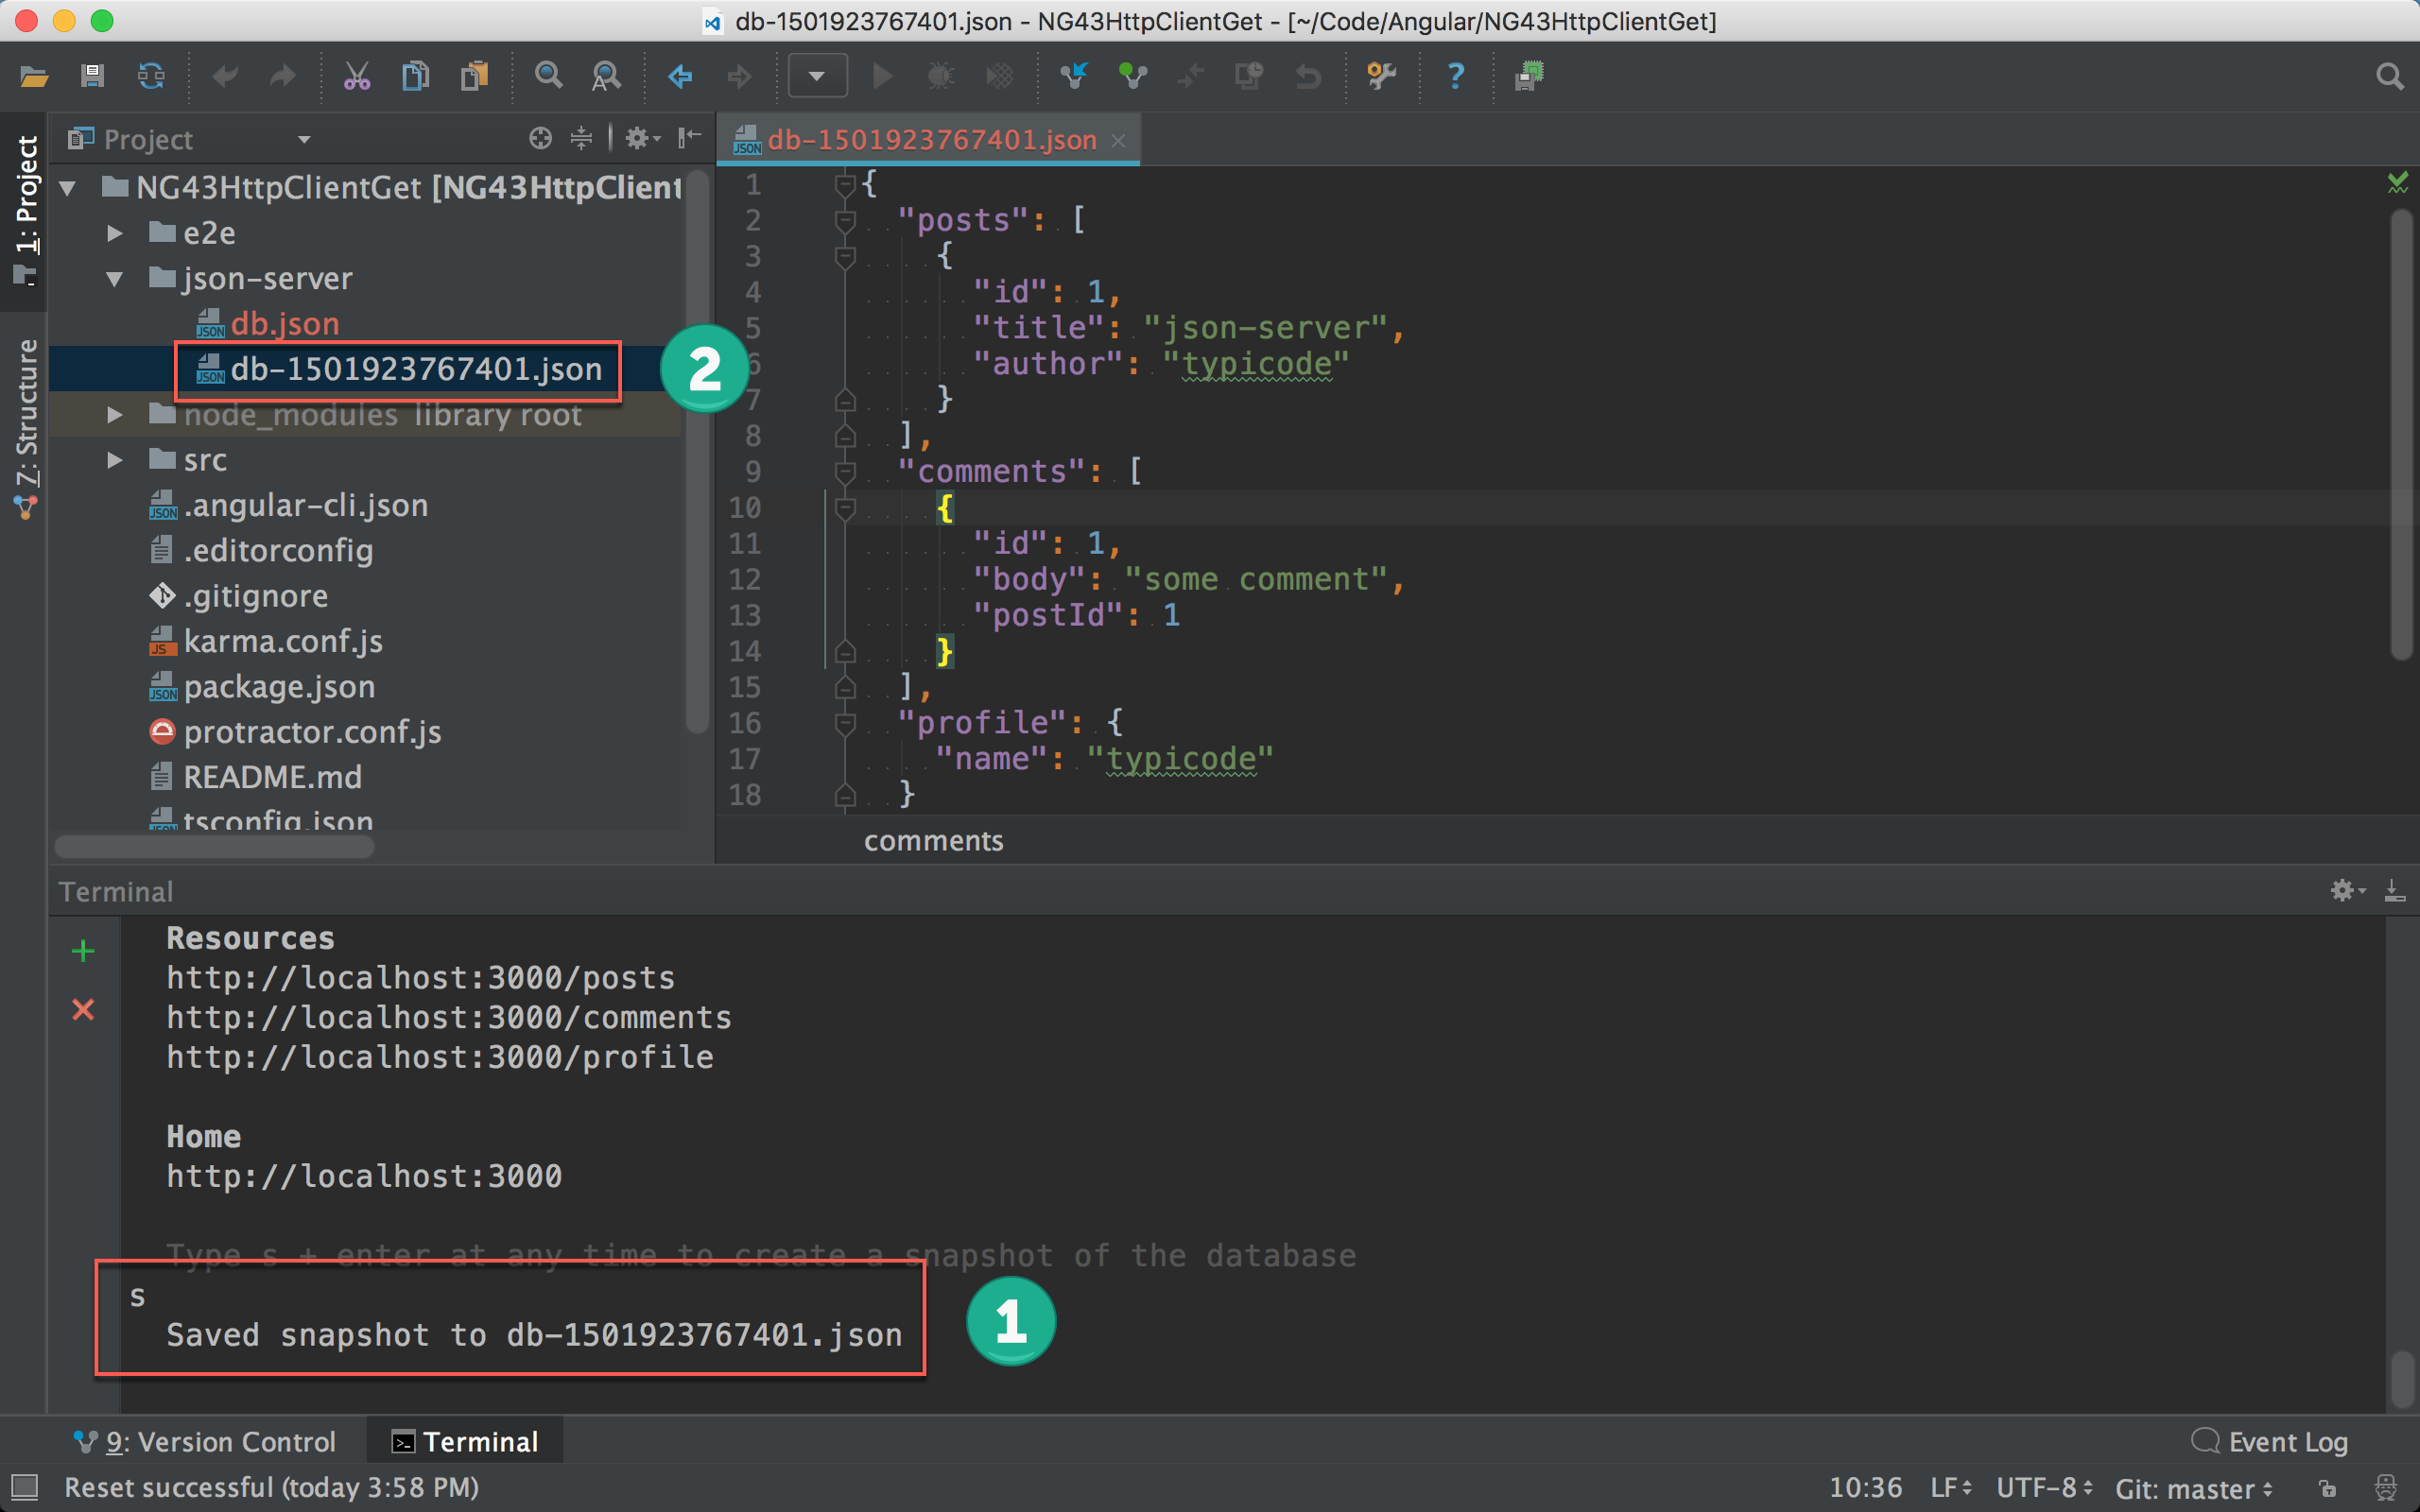 db-1501923767401.json - NG43HttpClientGet - [~/Code/Angular/NG43HttpClientGet]
Project
db-1501923767401.json
1: Project
7: Structure
NG43HttpClientGet [NG43HttpClient
e2e
json-server
db.json
db-1501923767401.json
2
node_modules library root
src
.angular-cli.json
.editorconfig
.gitignore
karma.conf.js
package.json
protractor.conf.js
README.md
tsconfig.json
1 {
2 "posts": [
3 {
4 "id": 1,
5 "title": "json-server",
6 "author": "typicode"
7 }
8 ],
9 "comments": [
10 {
11 "id": 1,
12 "body": "some comment",
13 "postId": 1
14 }
15 ],
16 "profile": {
17 "name": "typicode"
18 }
comments
Terminal
Resources
http://localhost:3000/posts
http://localhost:3000/comments
http://localhost:3000/profile
Home
http://localhost:3000
Type s + enter at any time to create a snapshot of the database
s
Saved snapshot to db-1501923767401.json
1
9: Version Control
Terminal
Event Log
Reset successful (today 3:58 PM)
10:36 LF UTF-8 Git: master